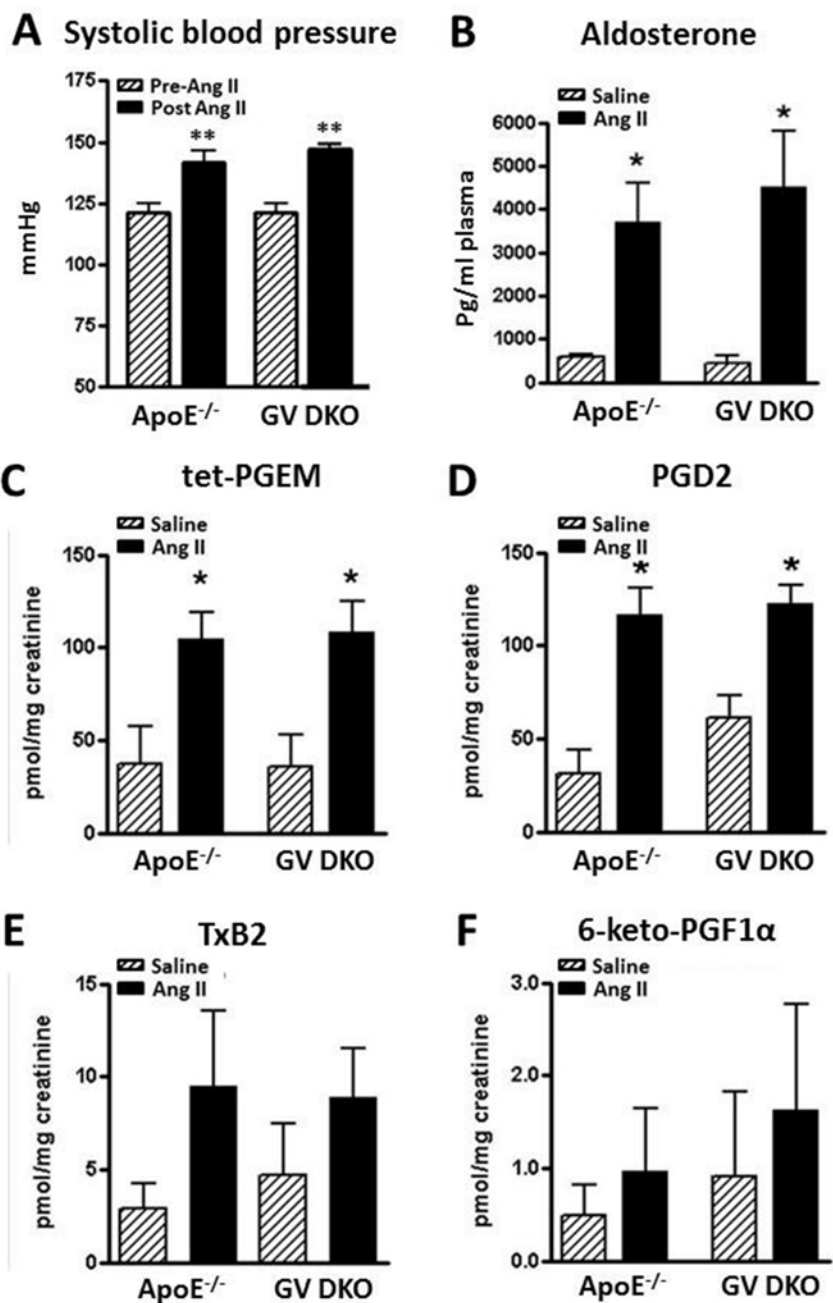 A Systolic blood pressure
175
150
125
100
75
50
mmHg
Pre-Ang II
Post Ang II
**
**
ApoE-/-
GV DKO
B Aldosterone
Saline
Ang II
6000
5000
4000
3000
2000
1000
0
Pg/ml plasma
*
*
ApoE-/-
GV DKO
C tet-PGEM
Saline
Ang II
150
100
50
0
pmol/mg creatinine
*
*
ApoE-/-
GV DKO
D PGD2
Saline
Ang II
150
100
50
0
pmol/mg creatinine
*
*
ApoE-/-
GV DKO
E TxB2
Saline
Ang II
15
10
5
0
pmol/mg creatinine
ApoE-/-
GV DKO
F 6-keto-PGF1α
Saline
Ang II
3.0
2.0
1.0
0.0
pmol/mg creatinine
ApoE-/-
GV DKO